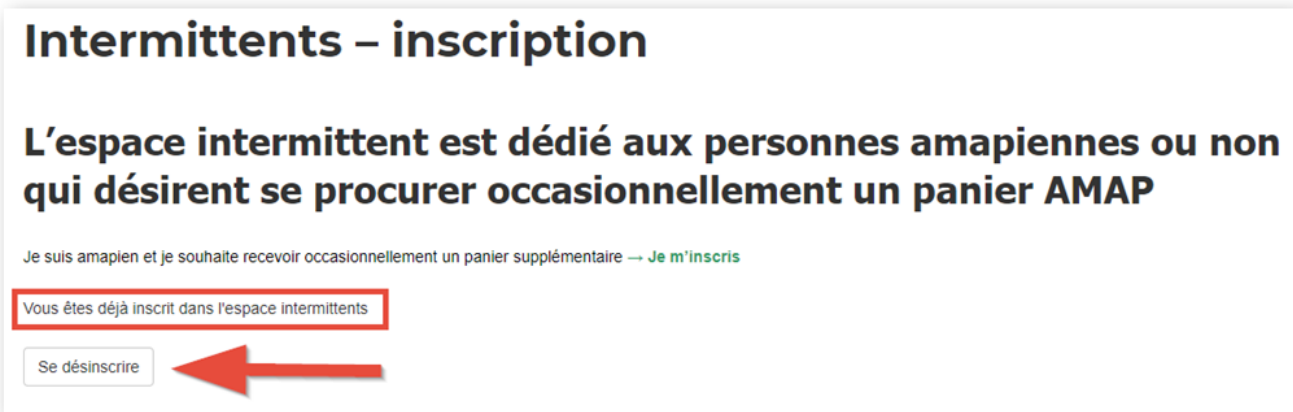 Intermittents – inscription
L’espace intermittent est dédié aux personnes amapiennes ou non
qui désirent se procurer occasionnellement un panier AMAP
Je suis amapien et je souhaite recevoir occasionnellement un panier supplémentaire → Je m’inscris
Vous êtes déjà inscrit dans l'espace intermittents
Se désinscrire